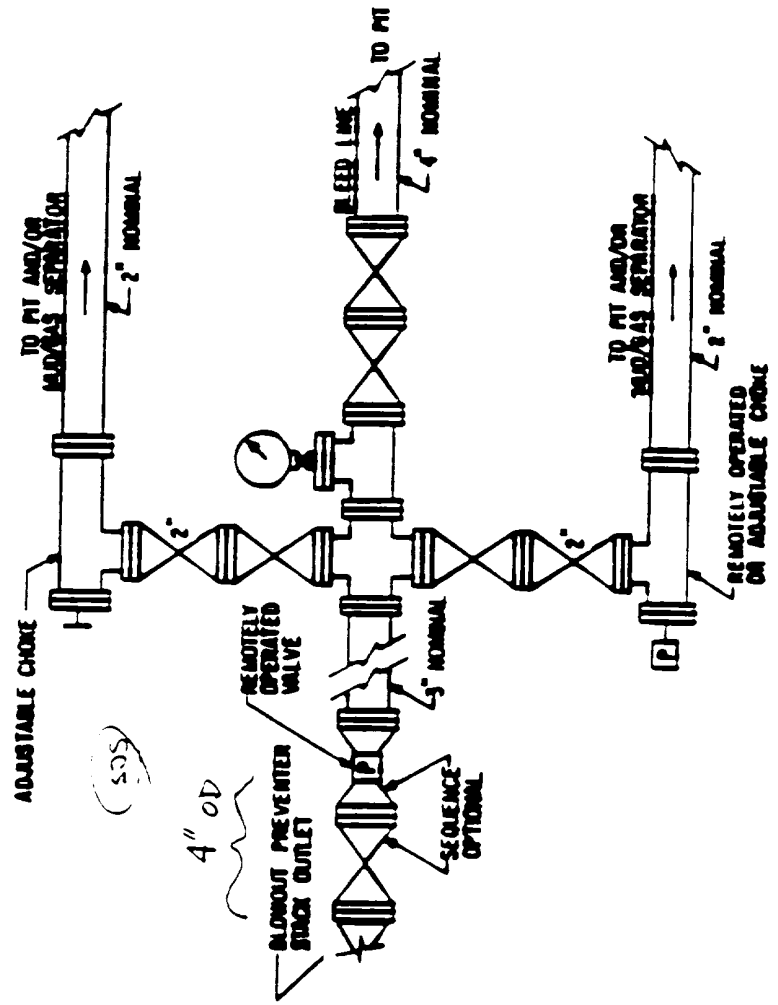 ADJUSTABLE CHOKE
TO PIT AND/OR
MUD/GAS SEPARATOR
2" NOMINAL
2"
REMOTELY
OPERATED
VALVE
BLEED LINE
TO PIT
4" NOMINAL
4" OD
BLOWOUT PREVENTER
STACK OUTLET
P
3" NOMINAL
SEQUENCE
OPTIONAL
2"
TO PIT AND/OR
MUD/GAS SEPARATOR
2" NOMINAL
P
REMOTELY OPERATED
OR ADJUSTABLE CHOKE